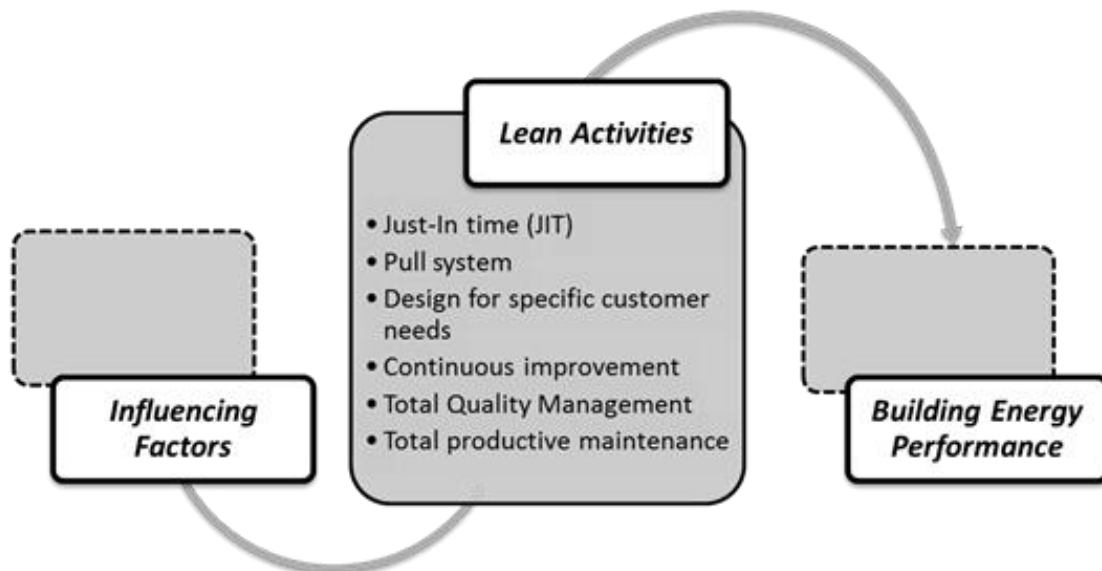 Lean Activities
• Just-In time (JIT)
• Pull system
• Design for specific customer
needs
• Continuous improvement
• Total Quality Management
• Total productive maintenance
Influencing
Factors
Building Energy
Performance